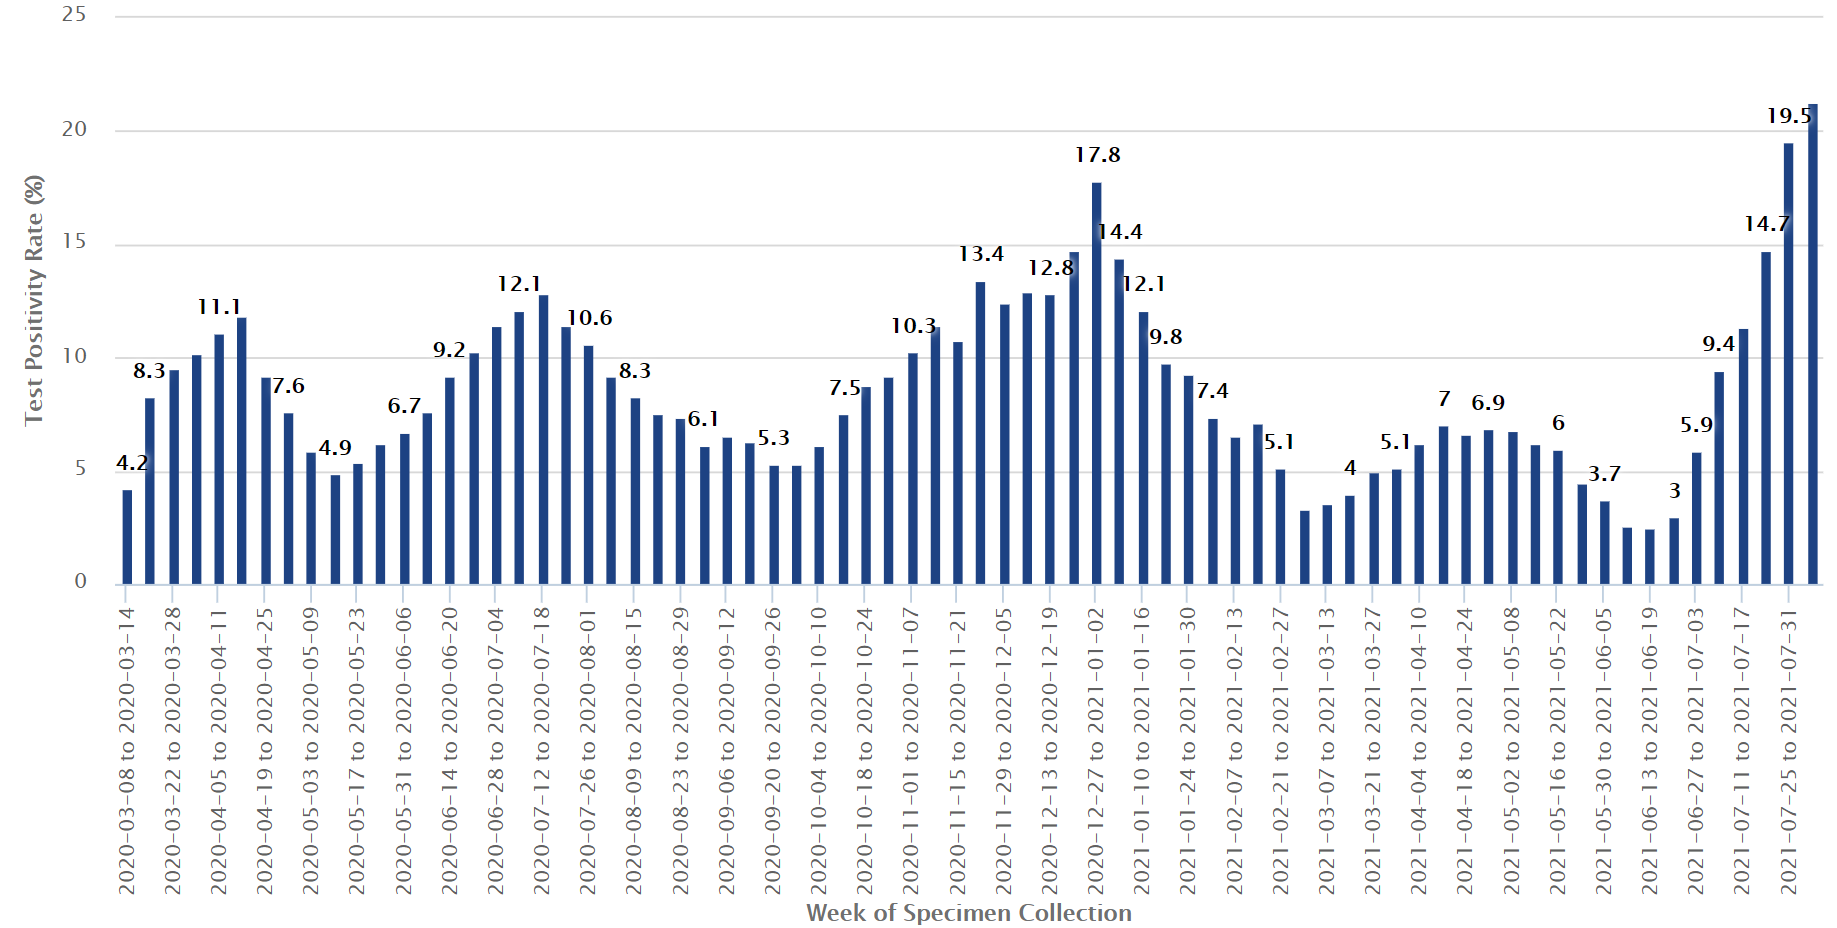 25
20
15
10
5
0
Test Positivity Rate (%)
4.2
8.3
11.1
7.6
4.9
6.7
9.2
12.1
10.6
8.3
6.1
5.3
7.5
10.3
13.4
12.8
17.8
14.4
12.1
9.8
7.4
5.1
4
5.1
7
6.9
6
3.7
3
5.9
9.4
14.7
19.5
2020-03-08 to 2020-03-14
2020-03-22 to 2020-03-28
2020-04-05 to 2020-04-11
2020-04-19 to 2020-04-25
2020-05-03 to 2020-05-09
2020-05-17 to 2020-05-23
2020-05-31 to 2020-06-06
2020-06-14 to 2020-06-20
2020-06-28 to 2020-07-04
2020-07-12 to 2020-07-18
2020-07-26 to 2020-08-01
2020-08-09 to 2020-08-15
2020-08-23 to 2020-08-29
2020-09-06 to 2020-09-12
2020-09-20 to 2020-09-26
2020-10-04 to 2020-10-10
2020-10-18 to 2020-10-24
2020-11-01 to 2020-11-07
2020-11-15 to 2020-11-21
2020-11-29 to 2020-12-05
2020-12-13 to 2020-12-19
2020-12-27 to 2021-01-02
2021-01-10 to 2021-01-16
2021-01-24 to 2021-01-30
2021-02-07 to 2021-02-13
2021-02-21 to 2021-02-27
2021-03-07 to 2021-03-13
2021-03-21 to 2021-03-27
2021-04-04 to 2021-04-10
2021-04-18 to 2021-04-24
2021-05-02 to 2021-05-08
2021-05-16 to 2021-05-22
2021-05-30 to 2021-06-05
2021-06-13 to 2021-06-19
2021-06-27 to 2021-07-03
2021-07-11 to 2021-07-17
2021-07-25 to 2021-07-31
Week of Specimen Collection